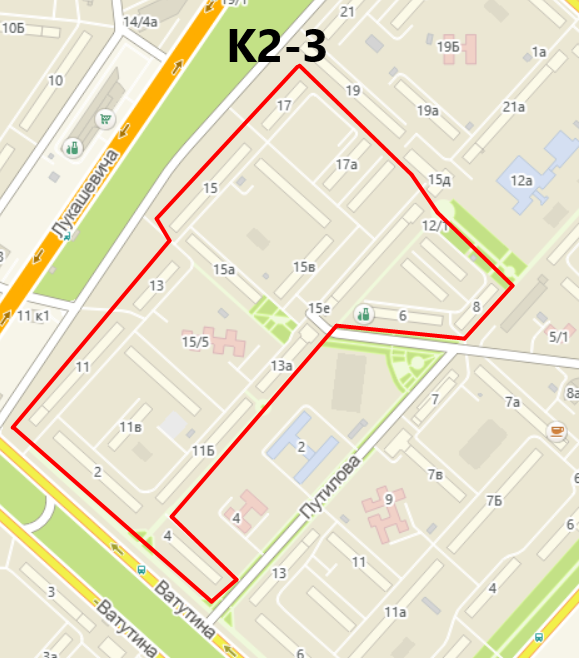 19/1
21
14/4а
10Б
K2-3
19Б
1а
10
19
17
19а
21а
17а
15д
12а
15
Лукашевича
12/1
15а
15в
13
8
15е
6
11 к1
15/5
5/1
11
13а
7
7а
8а
11в
11Б
2
2
Путилова
7в
9
7Б
4
6
4
13
11
3
Ватутина
4
Ватутина
11а
3а
6